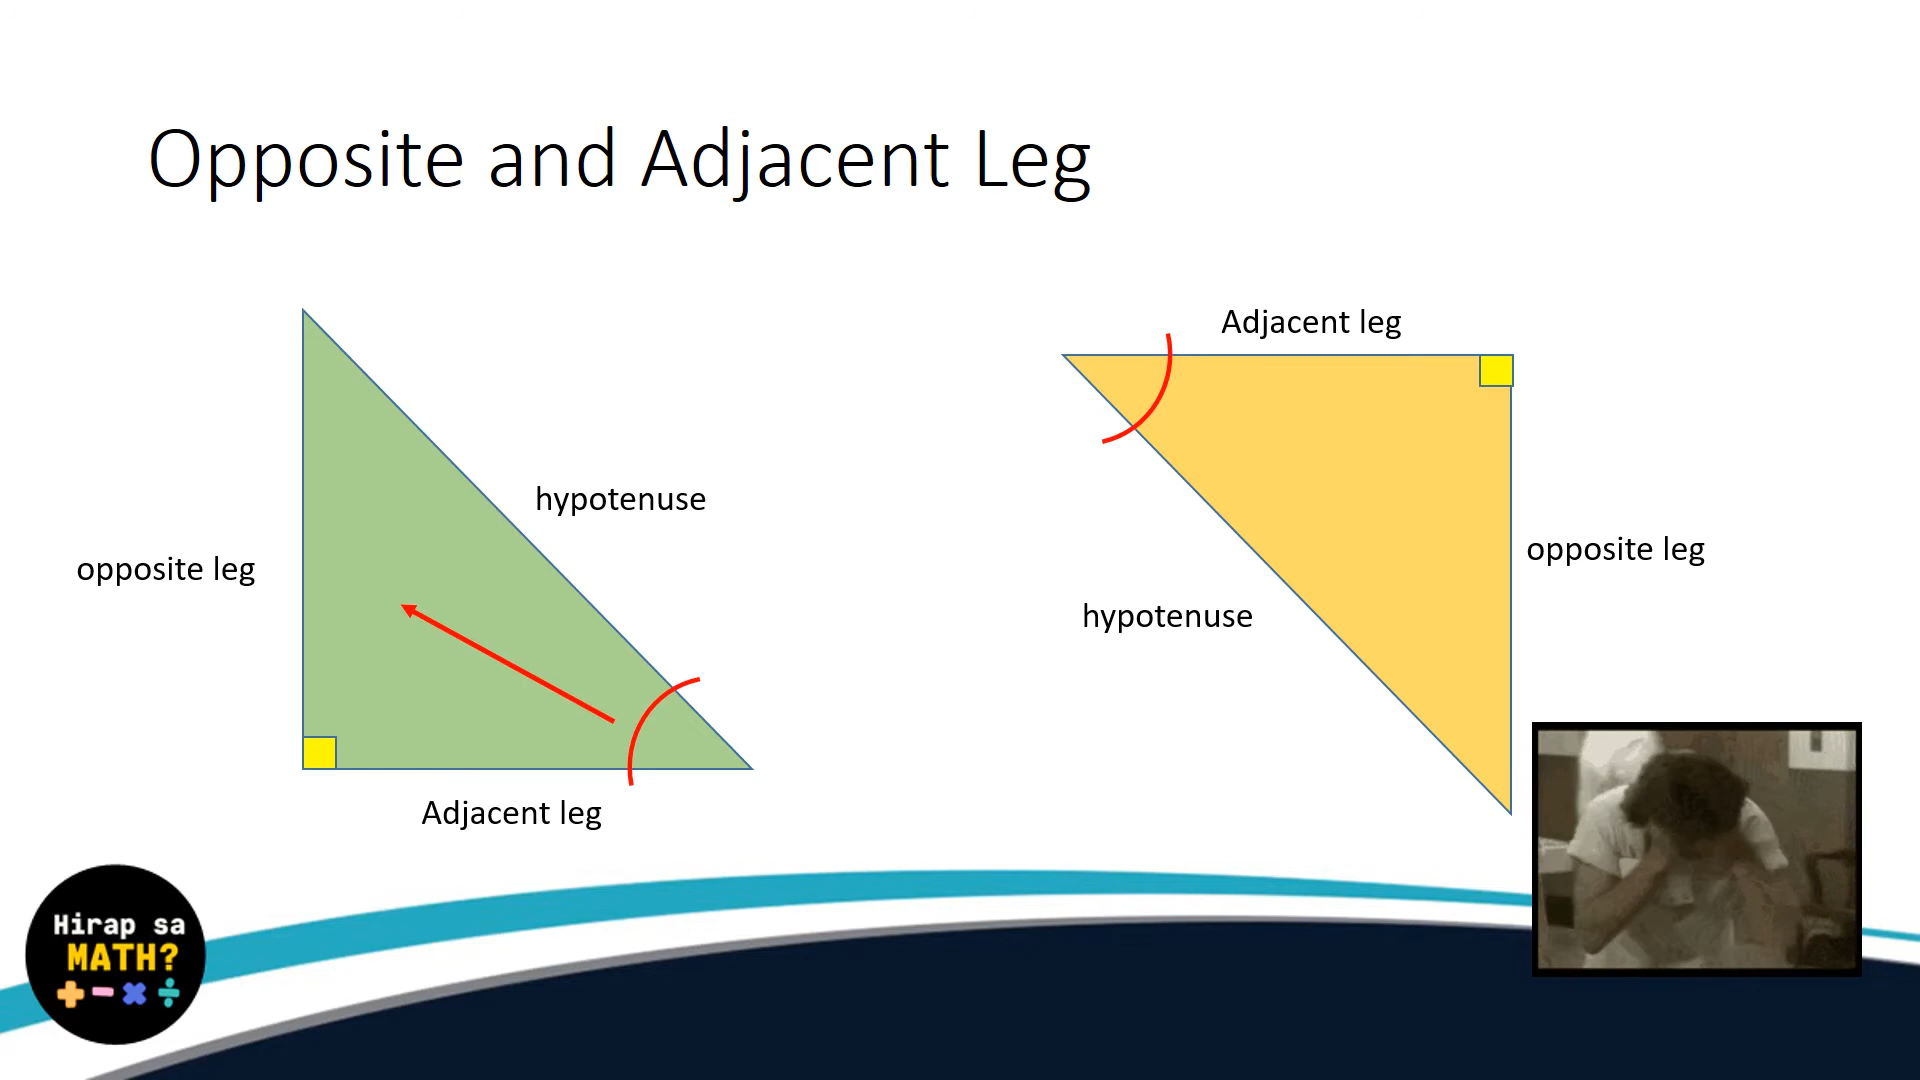 Opposite and Adjacent Leg
Adjacent leg
hypotenuse
opposite leg
opposite leg
hypotenuse
Adjacent leg
Hirap sa
MATH?